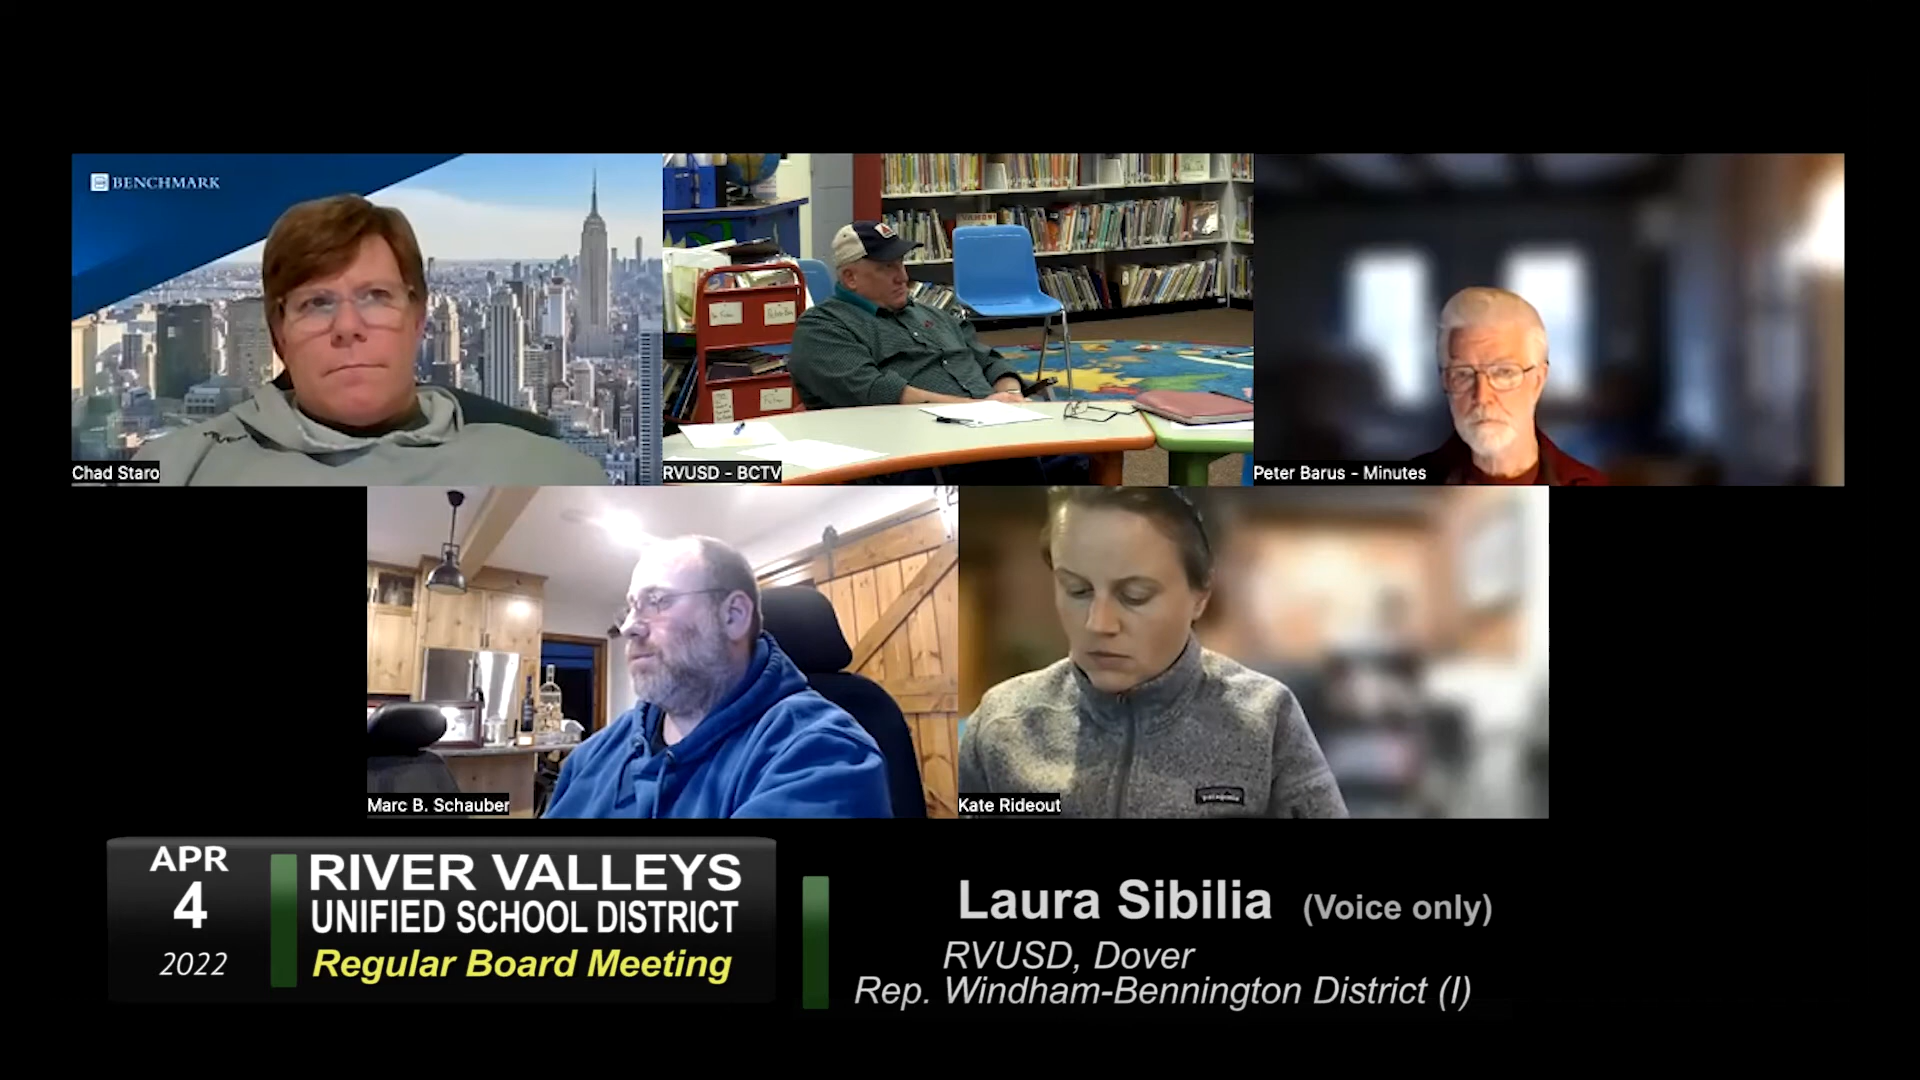 BENCHMARK
Chad Staro
RVUSD - BCTV
Peter Barus - Minutes
Marc B. Schauber
Kate Rideout
patagonia
APR
4
2022
RIVER VALLEYS
UNIFIED SCHOOL DISTRICT
Regular Board Meeting
Laura Sibilia (Voice only)
RVUSD, Dover
Rep. Windham-Bennington District (I)